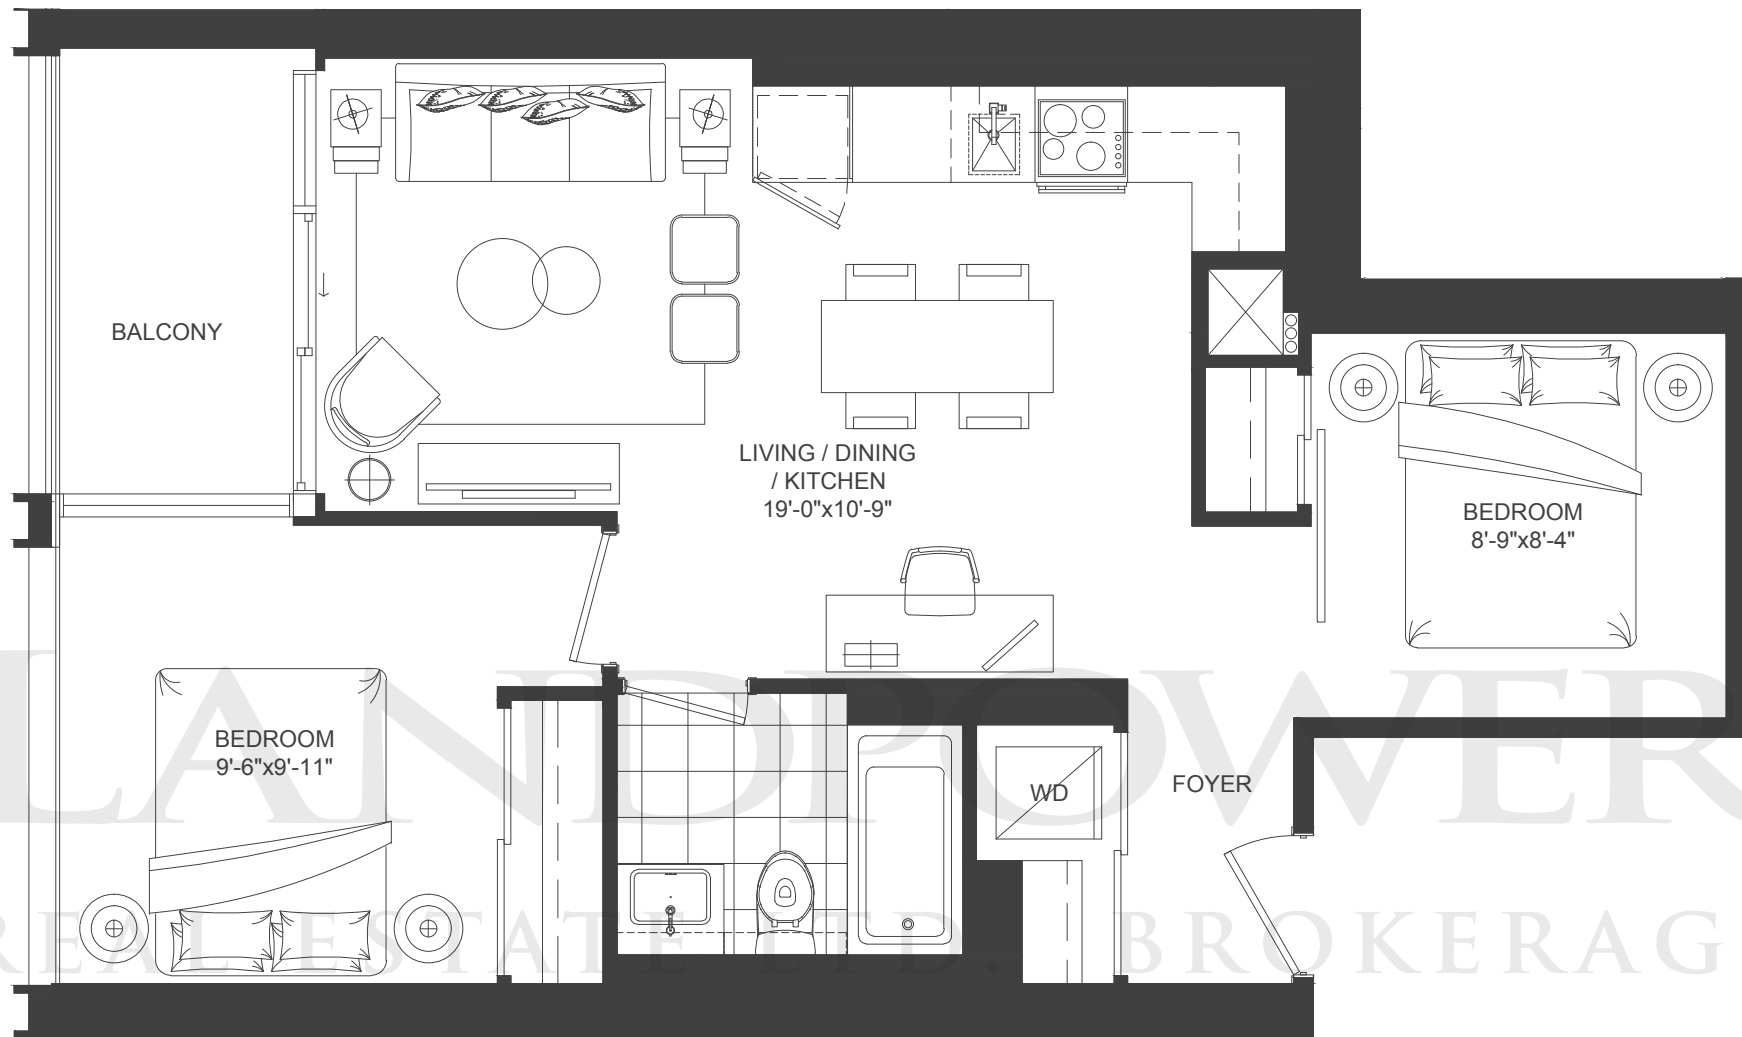 BALCONY
LIVING / DINING
/ KITCHEN
19'-0"x10'-9"
BEDROOM
8'-9"x8'-4"
BEDROOM
9'-6"x9'-11"
WD
FOYER
LANDPOWER
REAL ESTATE LTD. BROKERAG